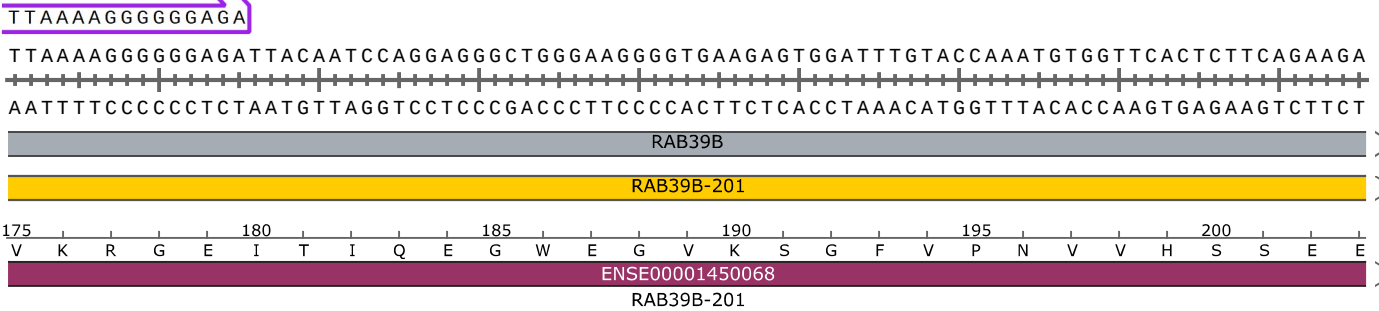 TTAAAAGGGGGGAGA
TTAAAAGGGGGGAGATTACAATCCAGGAGGGCTGGGAAGGGGTGAAGAGTGGATTTGTACCAAATGTGGTTCACTCTTCAGAAGA
AATTTTCCCCCCTCTAATGTTAGGTCCTCCCGACCCTTCCCCACTTCTCACCTAAACATGGTTTACACCAAGTGAGAAGTCTTCT
RAB39B
RAB39B-201
175 180 185 190 195 200
V K R G E I T I Q E G W E G V K S G F V P N V V H S S E E
ENSE00001450068
RAB39B-201